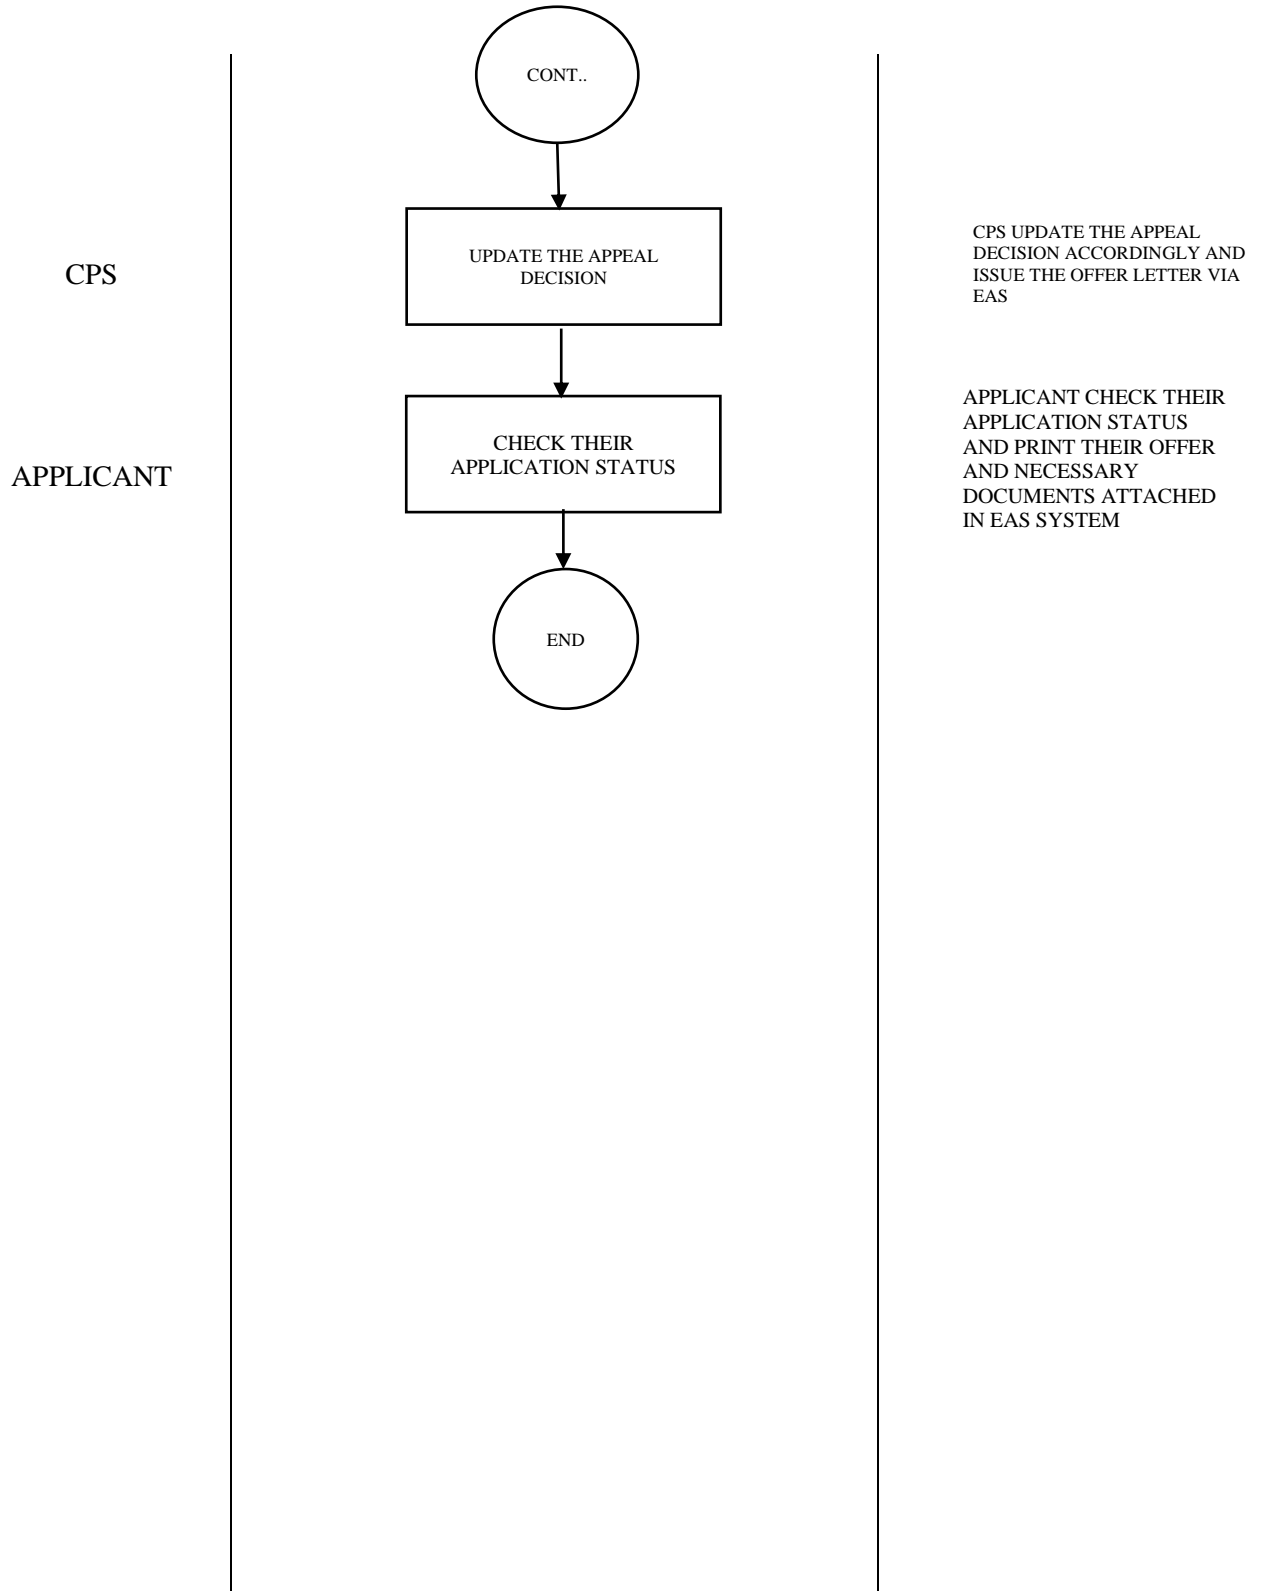 CONT..
CPS
UPDATE THE APPEAL
DECISION
CPS UPDATE THE APPEAL
DECISION ACCORDINGLY AND
ISSUE THE OFFER LETTER VIA
EAS
APPLICANT
CHECK THEIR
APPLICATION STATUS
APPLICANT CHECK THEIR
APPLICATION STATUS
AND PRINT THEIR OFFER
AND NECESSARY
DOCUMENTS ATTACHED
IN EAS SYSTEM
END